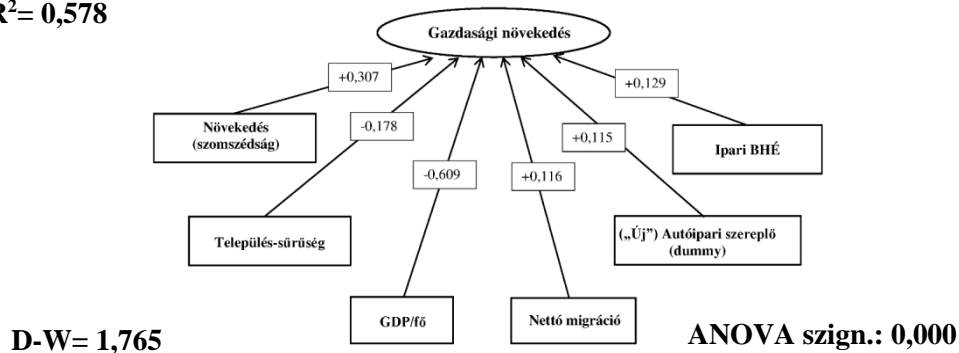 R²= 0,578
Gazdasági növekedés
+0,307
+0,129
Növekedés
(szomszédság)
-0,178
+0,115
Ipari BHÉ
-0,609
+0,116
Település-sűrűség
(„Új”) Autóipari szereplő
(dummy)
GDP/fő
Nettó migráció
D-W= 1,765
ANOVA szign.: 0,000